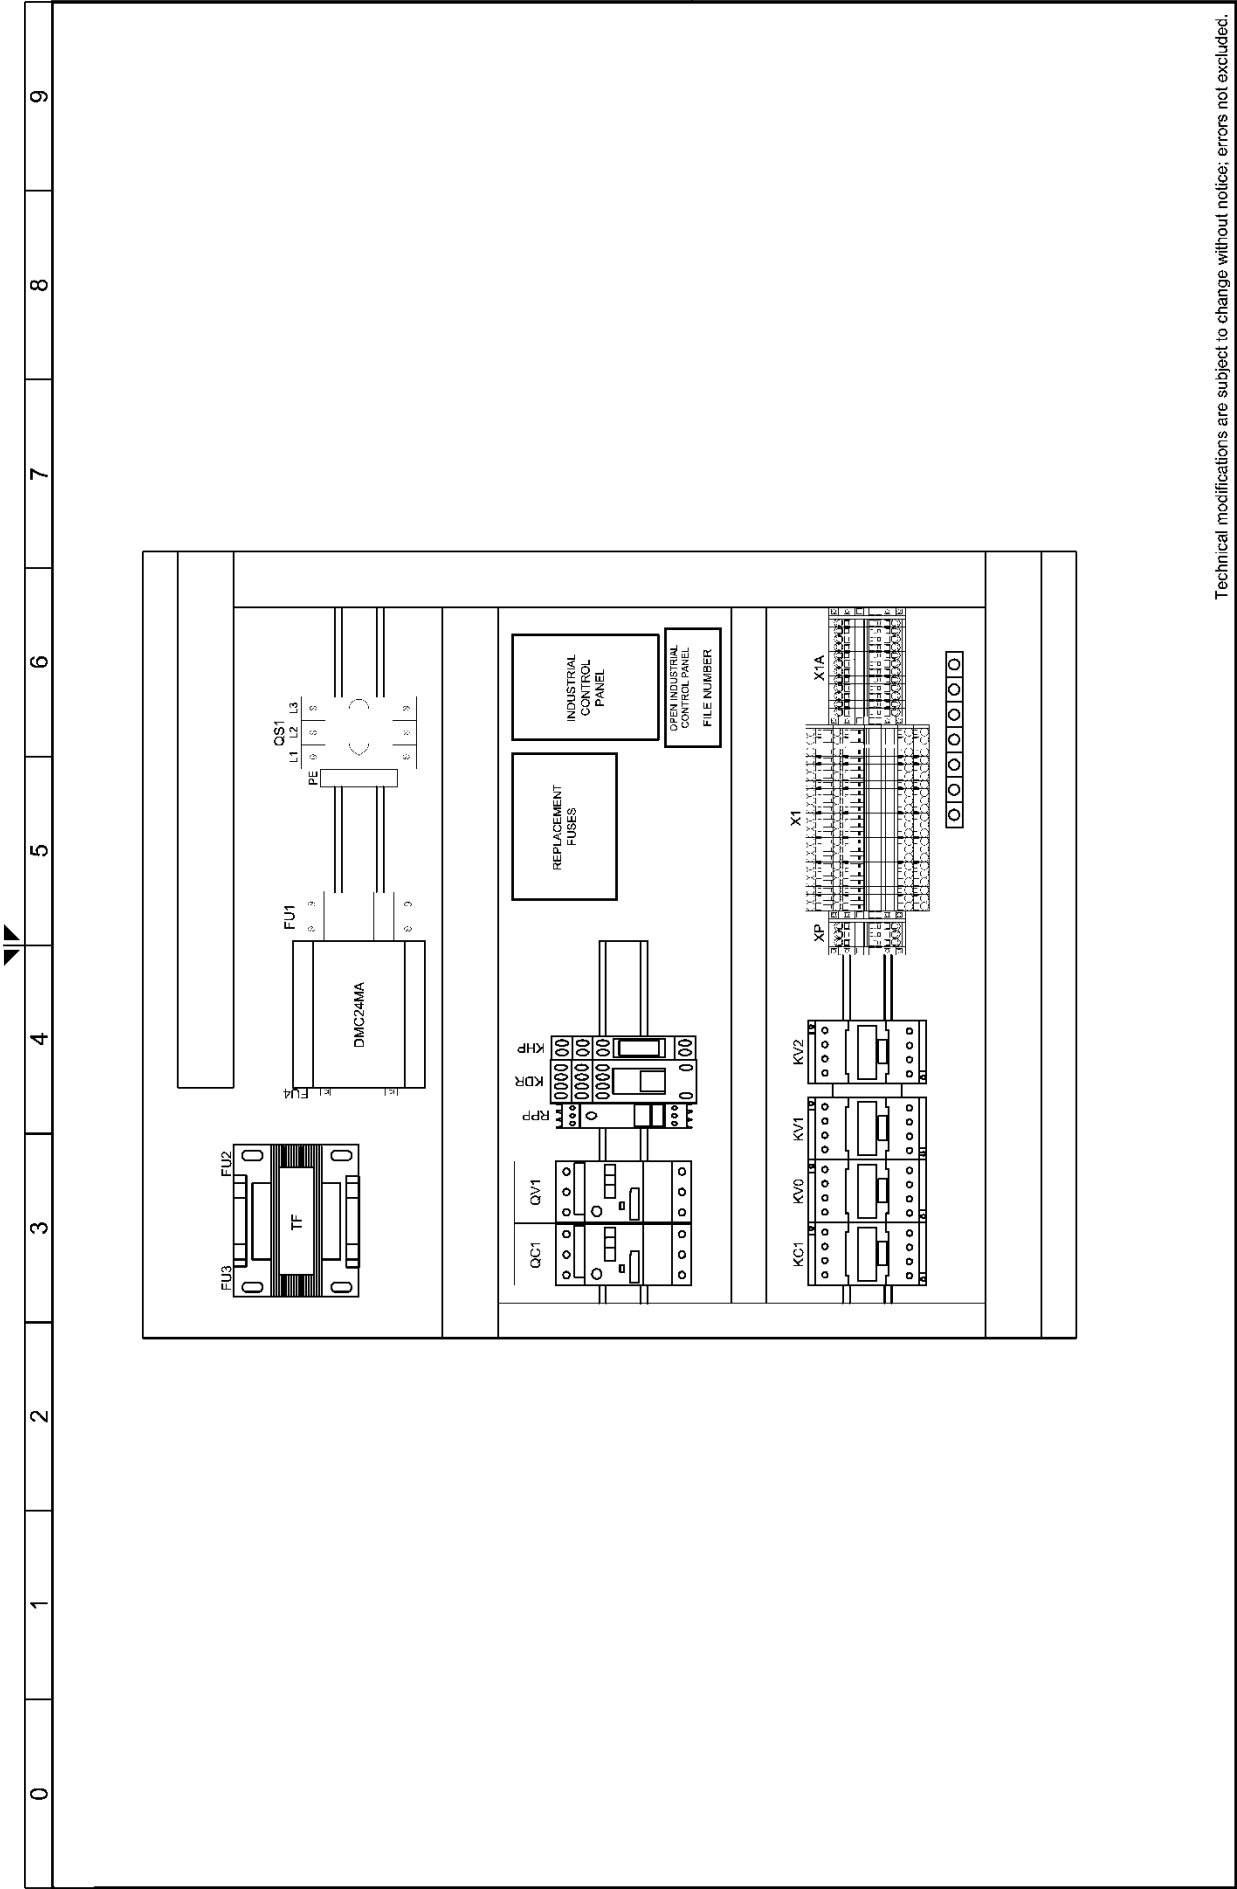 0 1 2 3 4 5 6 7 8 9
FU3
FU2
TF
FU4
DMC24MA
FU1
PE
L1 L2 L3
QS1
QC1
QV1
RPP
KDR
KHP
REPLACEMENT
FUSES
INDUSTRIAL
CONTROL
PANEL
OPEN INDUSTRIAL
CONTROL PANEL
FILE NUMBER
KC1
KV0
KV1
KV2
XP
X1
X1A
Technical modifications are subject to change without notice; errors not excluded.